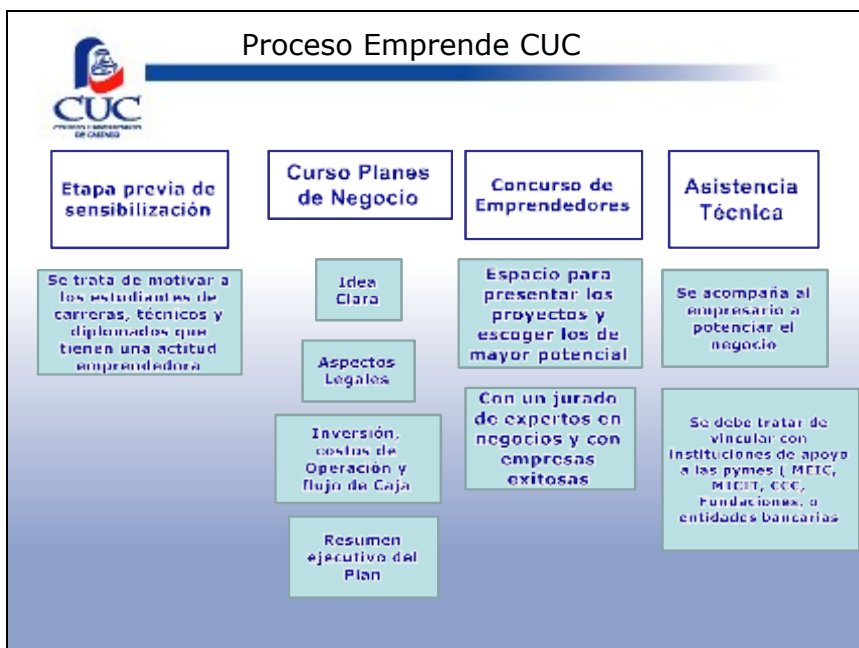 Proceso Emprende CUC
CUC
COLEGIO UNIVERSITARIO
DE CARTAGO
Etapa previa de
sensibilización
Se trata de motivar a
los estudiantes de
carreras, técnicos y
diplomados que
tienen una actitud
emprendedora
Curso Planes
de Negocio
Idea
Clara
Aspectos
Legales
Inversión,
costos de
Operación y
flujo de Caja
Resumen
ejecutivo del
Plan
Concurso de
Emprendedores
Espacio para
presentar los
proyectos y
escoger los de
mayor potencial
Con un jurado
de expertos en
negocios y con
empresas
exitosas
Asistencia
Técnica
Se acompaña al
empresario a
potenciar el
negocio
Se debe tratar de
vincular con
instituciones de apoyo
a las pymes ( MEIC,
MICIT, CCC,
Fundaciones, o
entidades bancarias